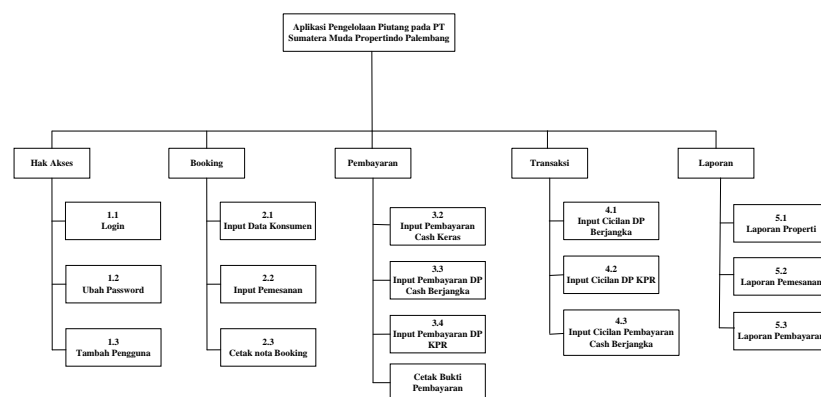 Aplikasi Pengelolaan Piutang pada PT
Sumatera Muda Propertindo Palembang
Hak Akses
Booking
Pembayaran
Transaksi
Laporan
1.1
Login
1.2
Ubah Password
1.3
Tambah Pengguna
2.1
Input Data Konsumen
2.2
Input Pemesanan
2.3
Cetak nota Booking
3.2
Input Pembayaran
Cash Keras
3.3
Input Pembayaran DP
Cash Berjangka
3.4
Input Pembayaran DP
KPR
Cetak Bukti
Pembayaran
4.1
Input Cicilan DP
Berjangka
4.2
Input Cicilan DP KPR
4.3
Input Cicilan Pembayaran
Cash Berjangka
5.1
Laporan Properti
5.2
Laporan Pemesanan
5.3
Laporan Pembayaran